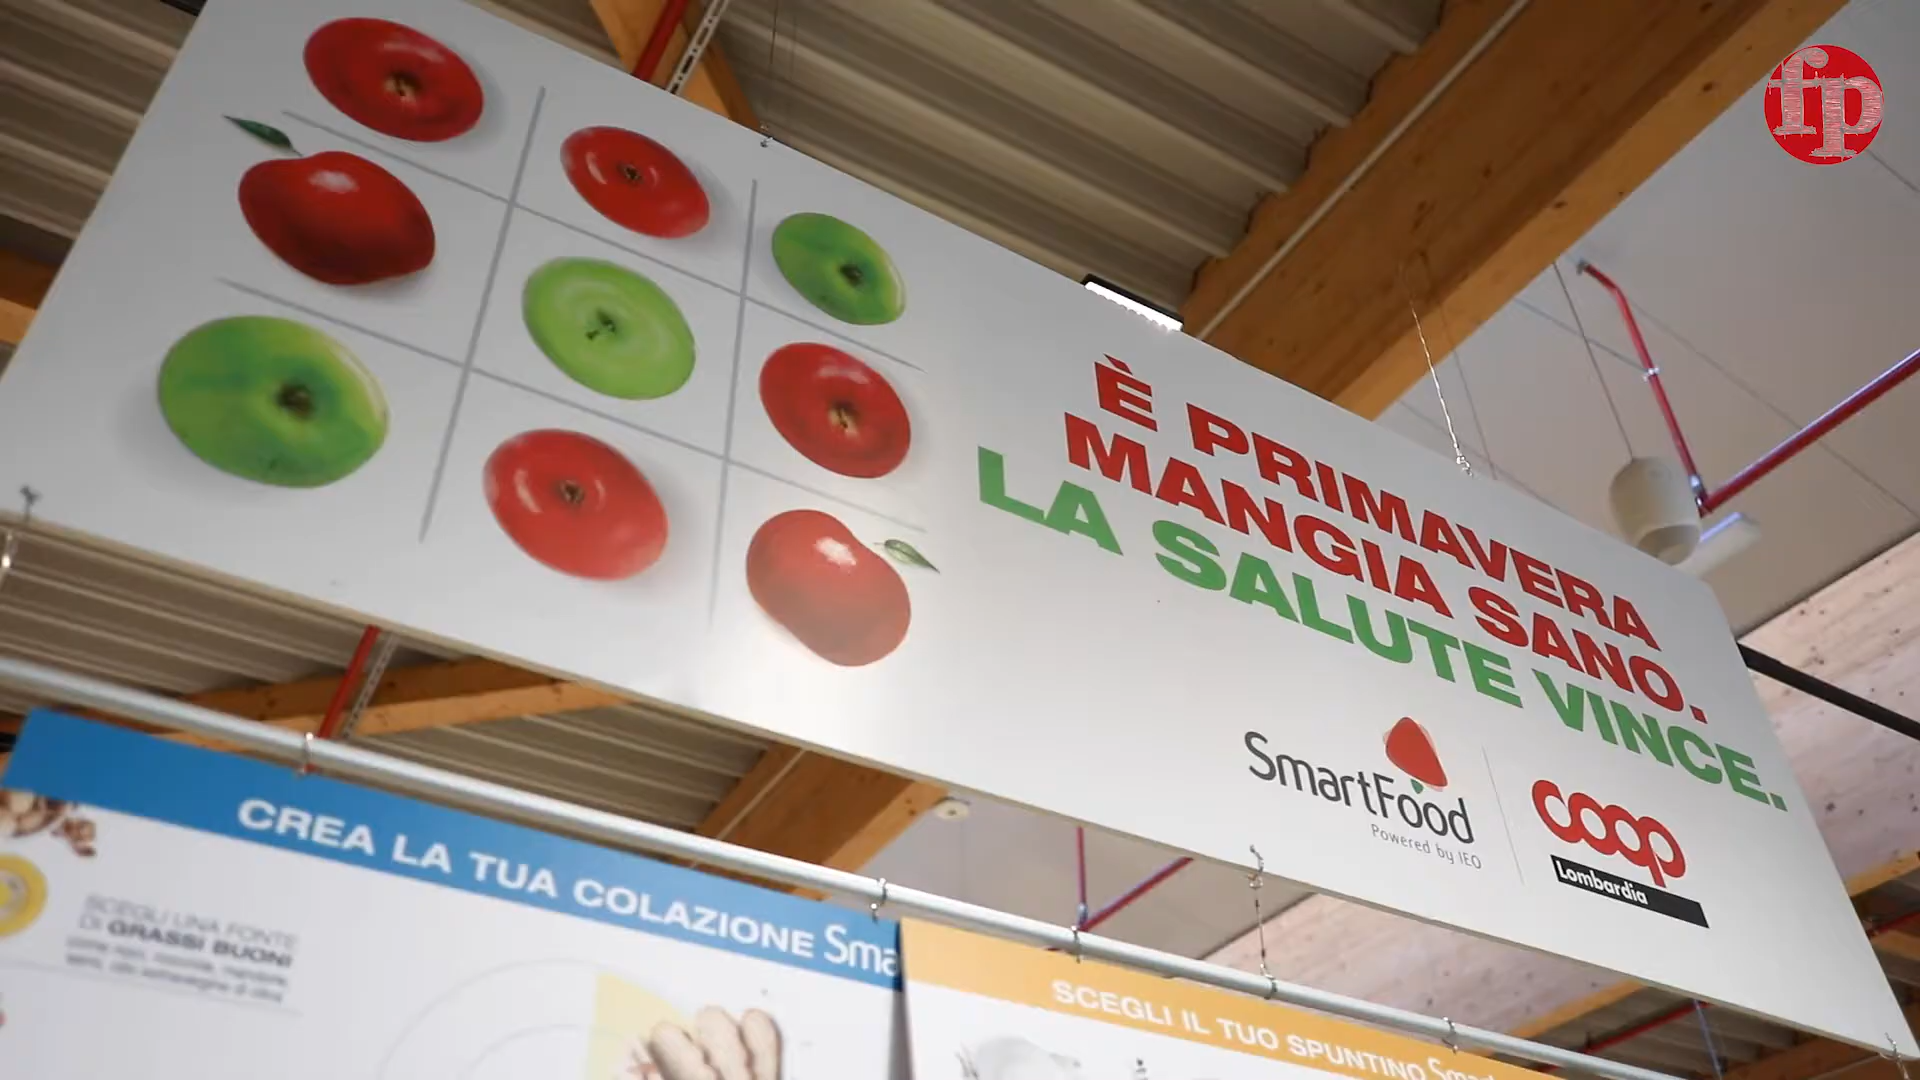 fp
È PRIMAVERA
MANGIA SANO.
LA SALUTE VINCE.
SmartFood
Powered by IEO
coop
Lombardia
CREA LA TUA COLAZIONE Sma
SCEGLI UNA FONTE
DI GRASSI BUONI
SCEGLI IL TUO SPUNTINO Smar